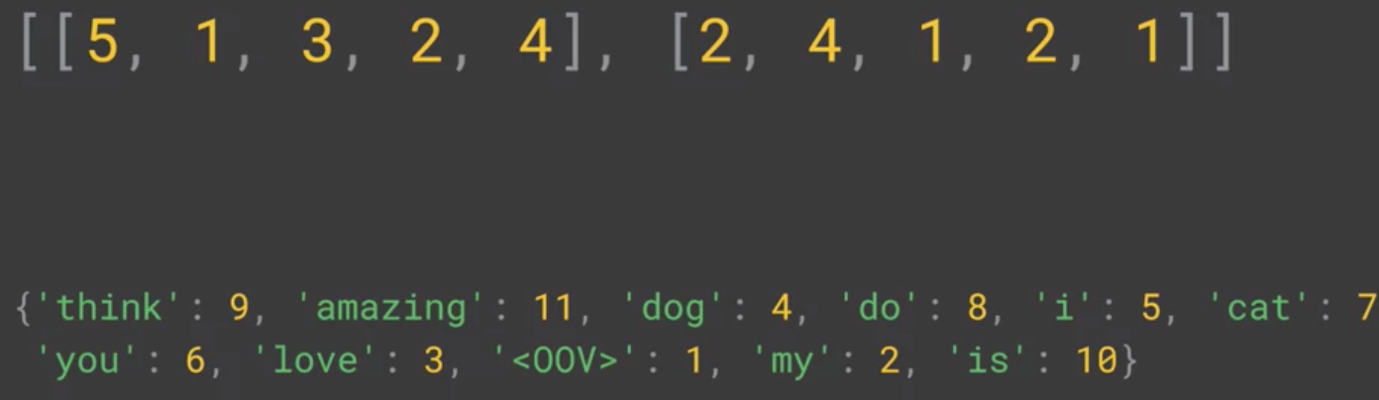 [[5, 1, 3, 2, 4], [2, 4, 1, 2, 1]]
{'think': 9, 'amazing': 11, 'dog': 4, 'do': 8, 'i': 5, 'cat': 7
'you': 6, 'love': 3, '<OOV>': 1, 'my': 2, 'is': 10}